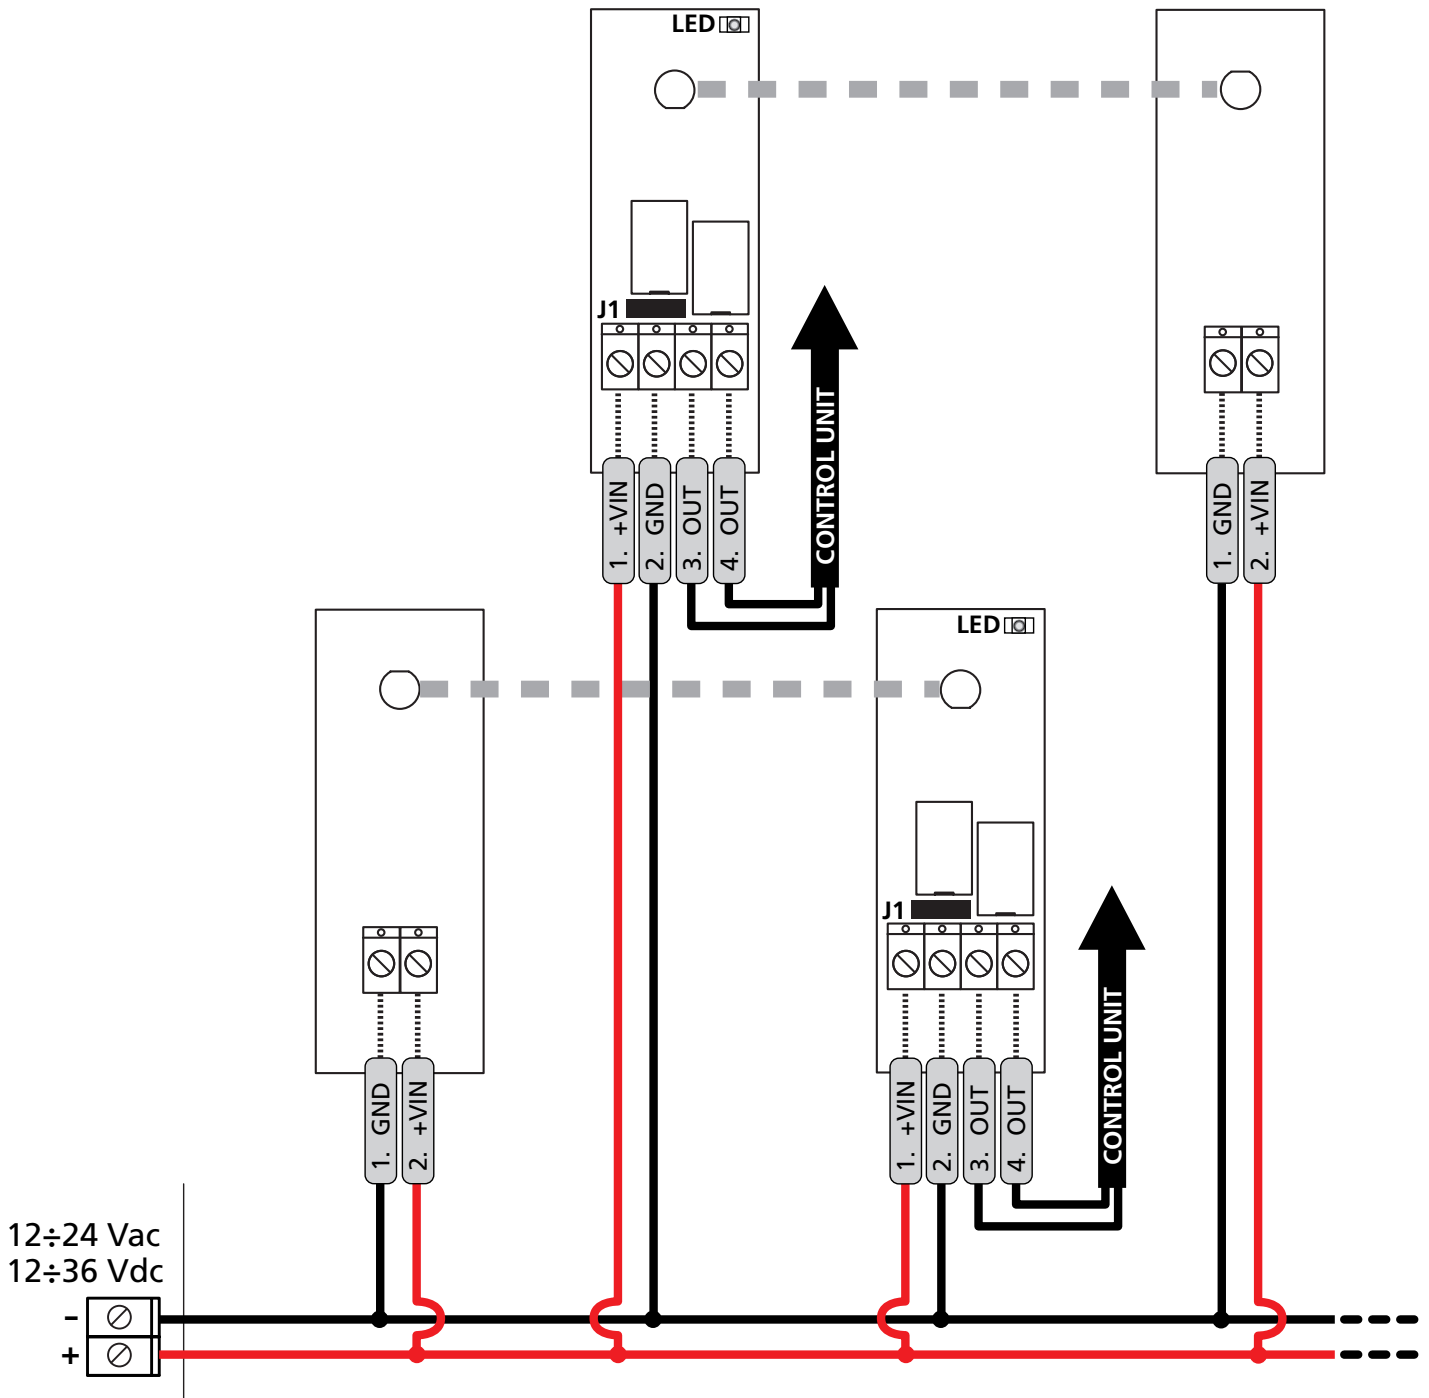 LED
J1
CONTROL UNIT
1. +VIN
2. GND
3. OUT
4. OUT
1. GND
2. +VIN
LED
J1
CONTROL UNIT
1. GND
2. +VIN
1. +VIN
2. GND
3. OUT
4. OUT
12÷24 Vac
12÷36 Vdc
–
+